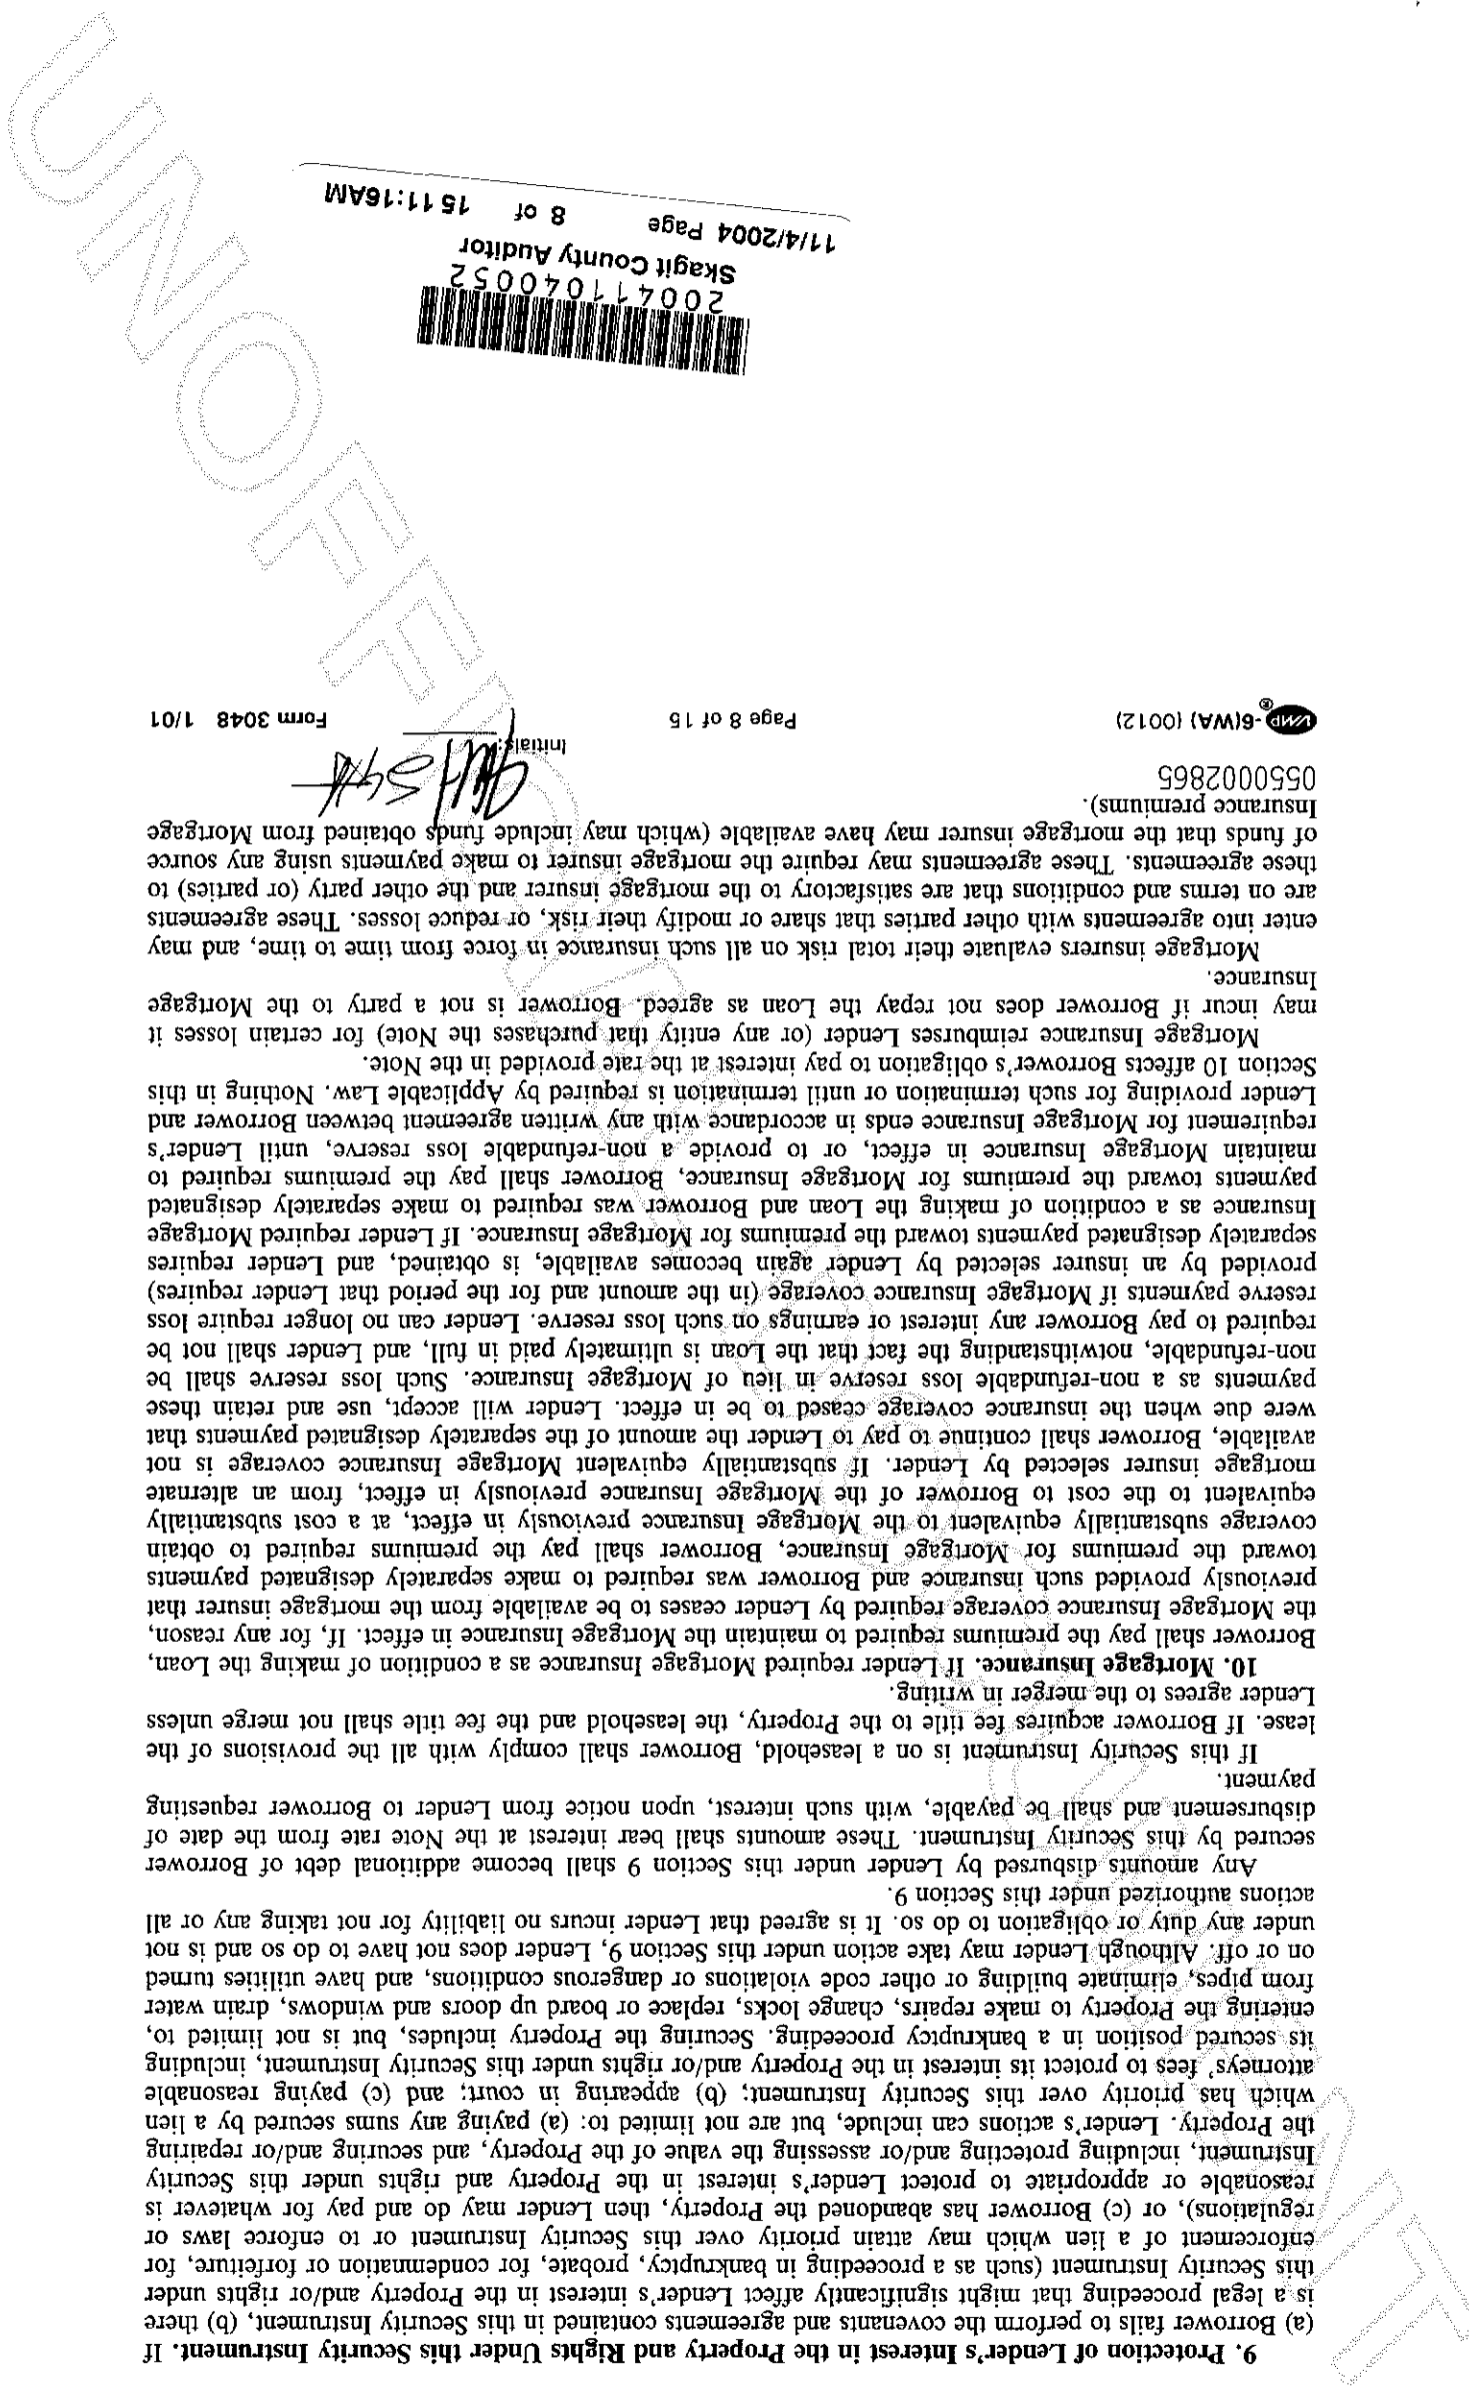 9. Protection of Lender's Interest in the Property and Rights Under this Security Instrument. If
(a) Borrower fails to perform the covenants and agreements contained in this Security Instrument, (b) there
is a legal proceeding that might significantly affect Lender's interest in the Property and/or rights under
this Security Instrument (such as a proceeding in bankruptcy, probate, for condemnation or forfeiture, for
enforcement of a lien which may attain priority over this Security Instrument or to enforce laws or
regulations), or (c) Borrower has abandoned the Property, then Lender may do and pay for whatever is
reasonable or appropriate to protect Lender's interest in the Property and rights under this Security
Instrument, including protecting and/or assessing the value of the Property, and securing and/or repairing
the Property. Lender's actions can include, but are not limited to: (a) paying any sums secured by a lien
which has priority over this Security Instrument; (b) appearing in court; and (c) paying reasonable
attorneys' fees to protect its interest in the Property and/or rights under this Security Instrument, including
its secured position in a bankruptcy proceeding. Securing the Property includes, but is not limited to,
entering the Property to make repairs, change locks, replace or board up doors and windows, drain water
from pipes, eliminate building or other code violations or dangerous conditions, and have utilities turned
on or off. Although Lender may take action under this Section 9, Lender does not have to do so and is not
under any duty or obligation to do so. It is agreed that Lender incurs no liability for not taking any or all
actions authorized under this Section 9.
Any amounts disbursed by Lender under this Section 9 shall become additional debt of Borrower
secured by this Security Instrument. These amounts shall bear interest at the Note rate from the date of
disbursement and shall be payable, with such interest, upon notice from Lender to Borrower requesting
payment.
If this Security Instrument is on a leasehold, Borrower shall comply with all the provisions of the
lease. If Borrower acquires fee title to the Property, the leasehold and the fee title shall not merge unless
Lender agrees to the merger in writing.
10. Mortgage Insurance. If Lender required Mortgage Insurance as a condition of making the Loan,
Borrower shall pay the premiums required to maintain the Mortgage Insurance in effect. If, for any reason,
the Mortgage Insurance coverage required by Lender ceases to be available from the mortgage insurer that
previously provided such insurance and Borrower was required to make separately designated payments
toward the premiums for Mortgage Insurance, Borrower shall pay the premiums required to obtain
coverage substantially equivalent to the Mortgage Insurance previously in effect, at a cost substantially
equivalent to the cost to Borrower of the Mortgage Insurance previously in effect, from an alternate
mortgage insurer selected by Lender. If substantially equivalent Mortgage Insurance coverage is not
available, Borrower shall continue to pay to Lender the amount of the separately designated payments that
were due when the insurance coverage ceased to be in effect. Lender will accept, use and retain these
payments as a non-refundable loss reserve in lieu of Mortgage Insurance. Such loss reserve shall be
non-refundable, notwithstanding the fact that the Loan is ultimately paid in full, and Lender shall not be
required to pay Borrower any interest or earnings on such loss reserve. Lender can no longer require loss
reserve payments if Mortgage Insurance coverage (in the amount and for the period that Lender requires)
provided by an insurer selected by Lender again becomes available, is obtained, and Lender requires
separately designated payments toward the premiums for Mortgage Insurance. If Lender required Mortgage
Insurance as a condition of making the Loan and Borrower was required to make separately designated
payments toward the premiums for Mortgage Insurance, Borrower shall pay the premiums required to
maintain Mortgage Insurance in effect, or to provide a non-refundable loss reserve, until Lender's
requirement for Mortgage Insurance ends in accordance with any written agreement between Borrower and
Lender providing for such termination or until termination is required by Applicable Law. Nothing in this
Section 10 affects Borrower's obligation to pay interest at the rate provided in the Note.
Mortgage Insurance reimburses Lender (or any entity that purchases the Note) for certain losses it
may incur if Borrower does not repay the Loan as agreed. Borrower is not a party to the Mortgage
Insurance.
Mortgage insurers evaluate their total risk on all such insurance in force from time to time, and may
enter into agreements with other parties that share or modify their risk, or reduce losses. These agreements
are on terms and conditions that are satisfactory to the mortgage insurer and the other party (or parties) to
these agreements. These agreements may require the mortgage insurer to make payments using any source
of funds that the mortgage insurer may have available (which may include funds obtained from Mortgage
Insurance premiums).
0550002865
Initials:
VMP ® -6(WA) (0012) Page 8 of 15 Form 3048 1/01
200411040052
Skagit County Auditor
11/4/2004 Page 8 of 15 11:16AM
UNOFFICIAL DOCUMENT